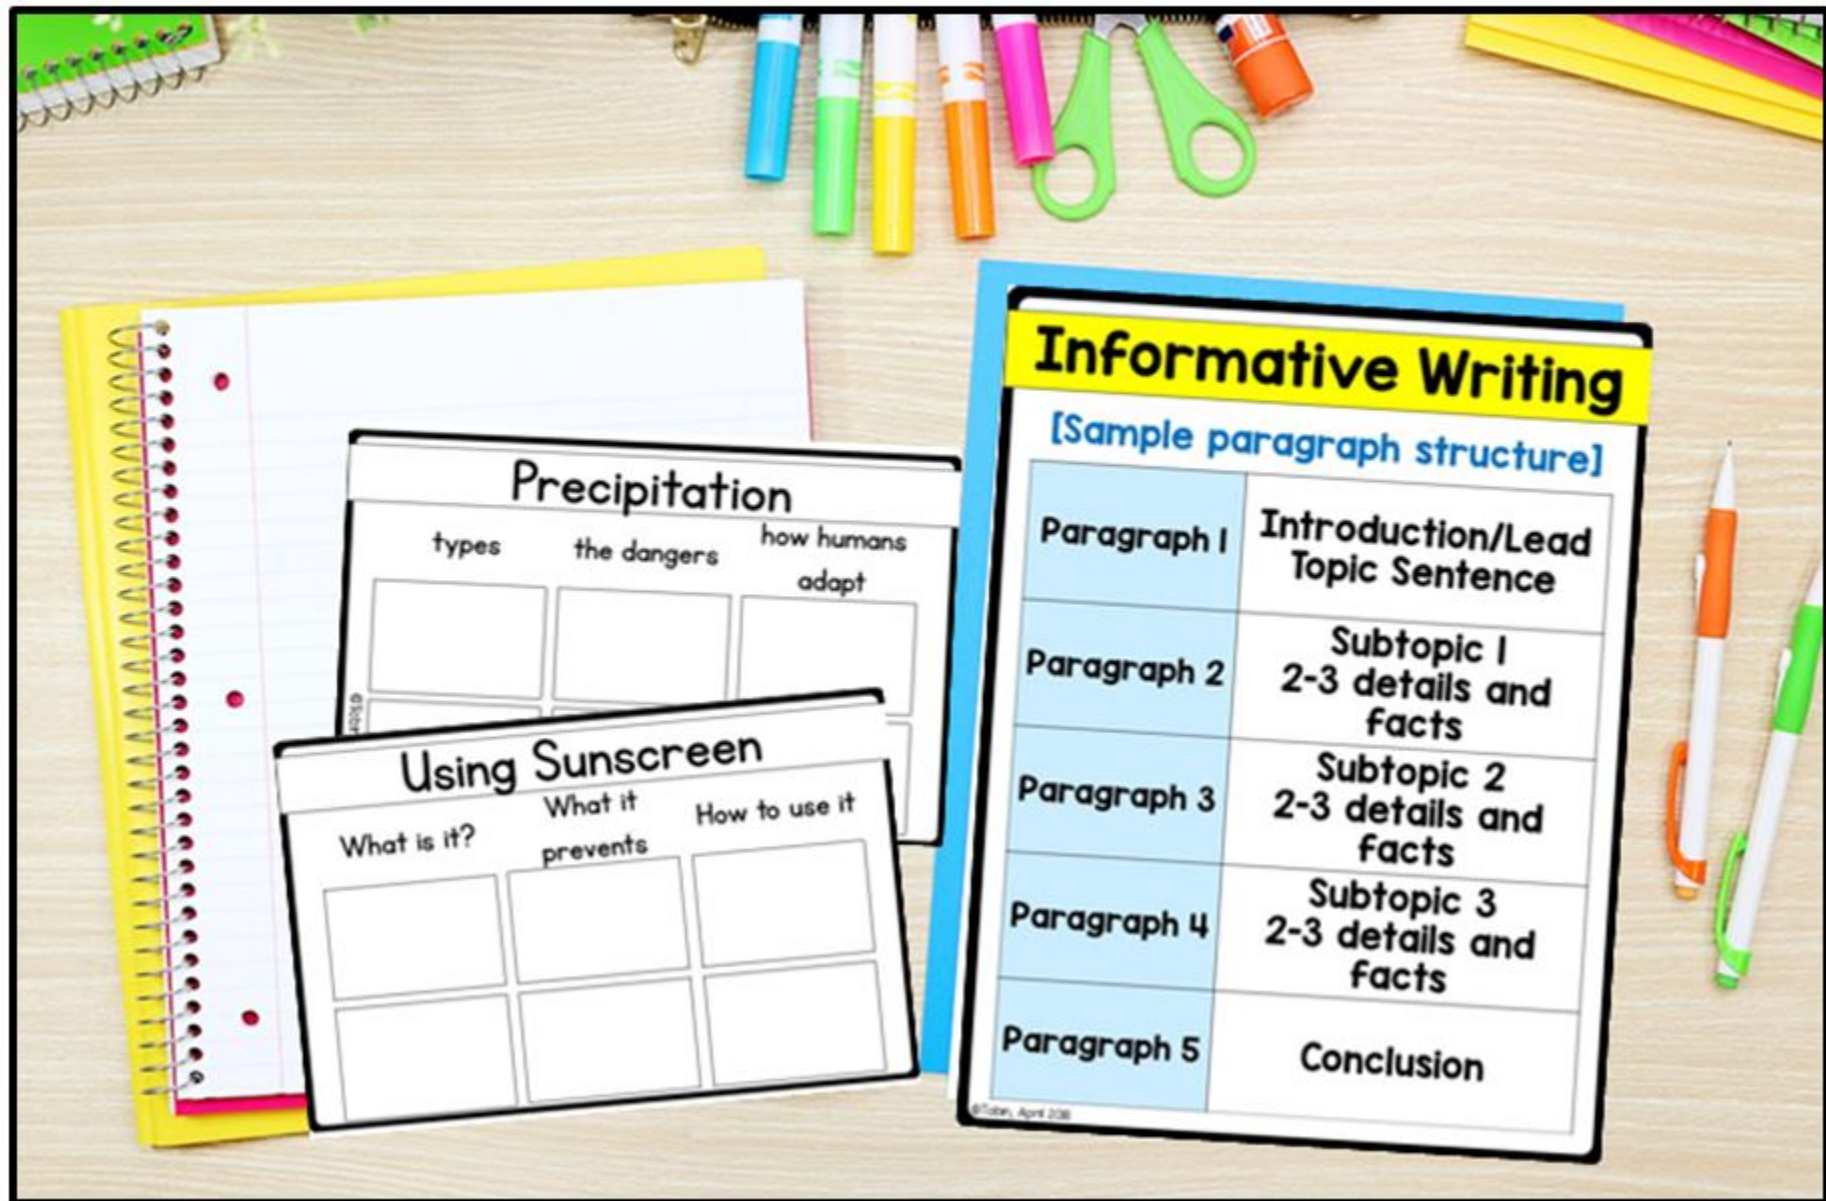 Precipitation
types
the dangers
how humans
adapt
Using Sunscreen
What is it?
What it
prevents
How to use it
Informative Writing
[Sample paragraph structure]
Paragraph 1
Introduction/Lead
Topic Sentence
Paragraph 2
Subtopic 1
2-3 details and
facts
Paragraph 3
Subtopic 2
2-3 details and
facts
Paragraph 4
Subtopic 3
2-3 details and
facts
Paragraph 5
Conclusion
©Tobin, April 2018